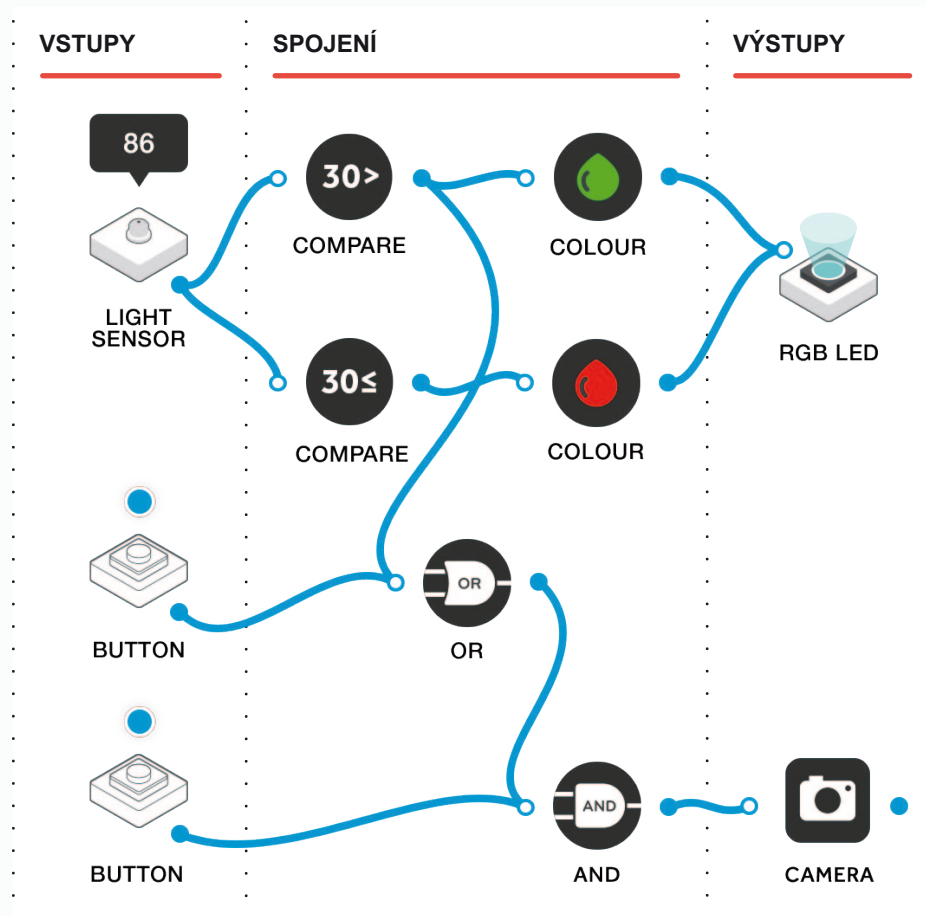 VSTUPY
SPOJENÍ
VÝSTUPY
86
30>
COMPARE
COLOUR
LIGHT
SENSOR
RGB LED
30≤
COMPARE
COLOUR
BUTTON
OR
OR
BUTTON
AND
AND
CAMERA